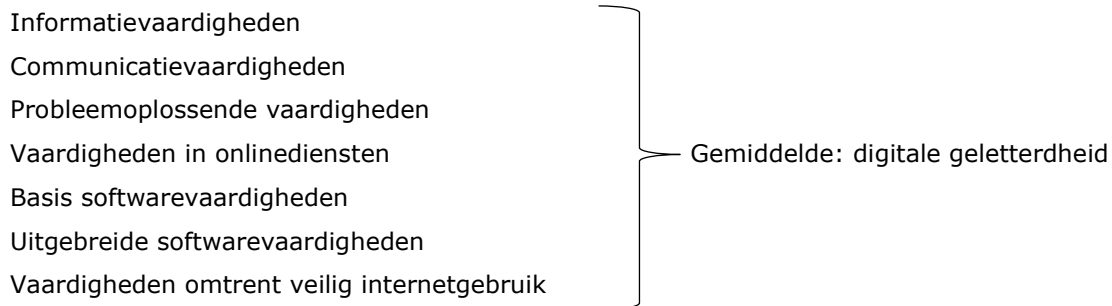 Informatievaardigheden
Communicatievaardigheden
Probleemoplossende vaardigheden
Vaardigheden in onlinediensten
Gemiddelde: digitale geletterdheid
Basis softwarevaardigheden
Uitgebreide softwarevaardigheden
Vaardigheden omtrent veilig internetgebruik